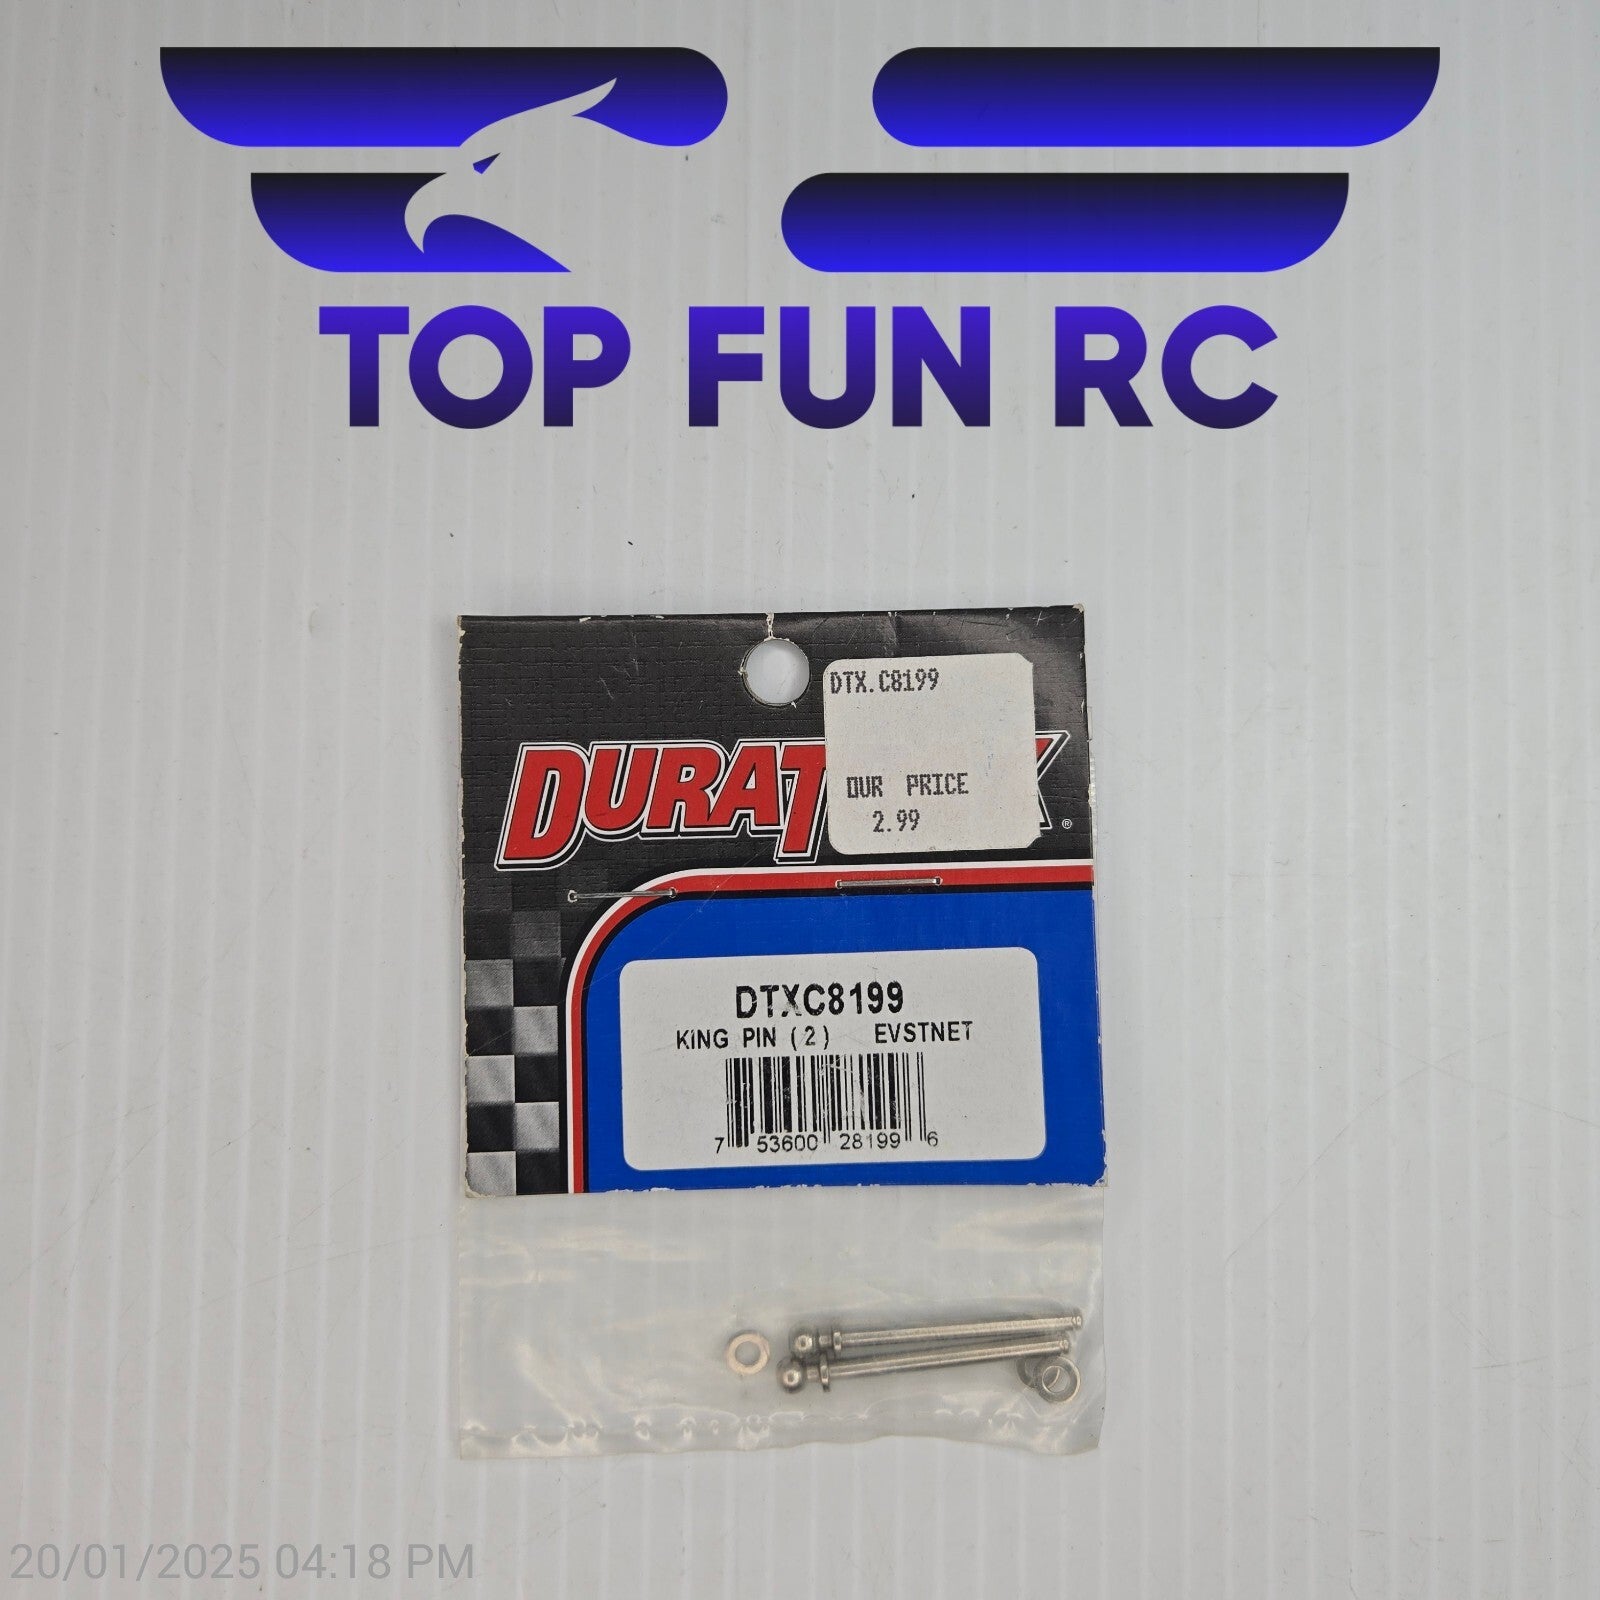 TOP FUN RC
DTX.C8199
OUR PRICE
2.99
®
DTXC8199
KING PIN (2) EVSTNET
7 53600 28199 6
20/01/2025 04:18 PM